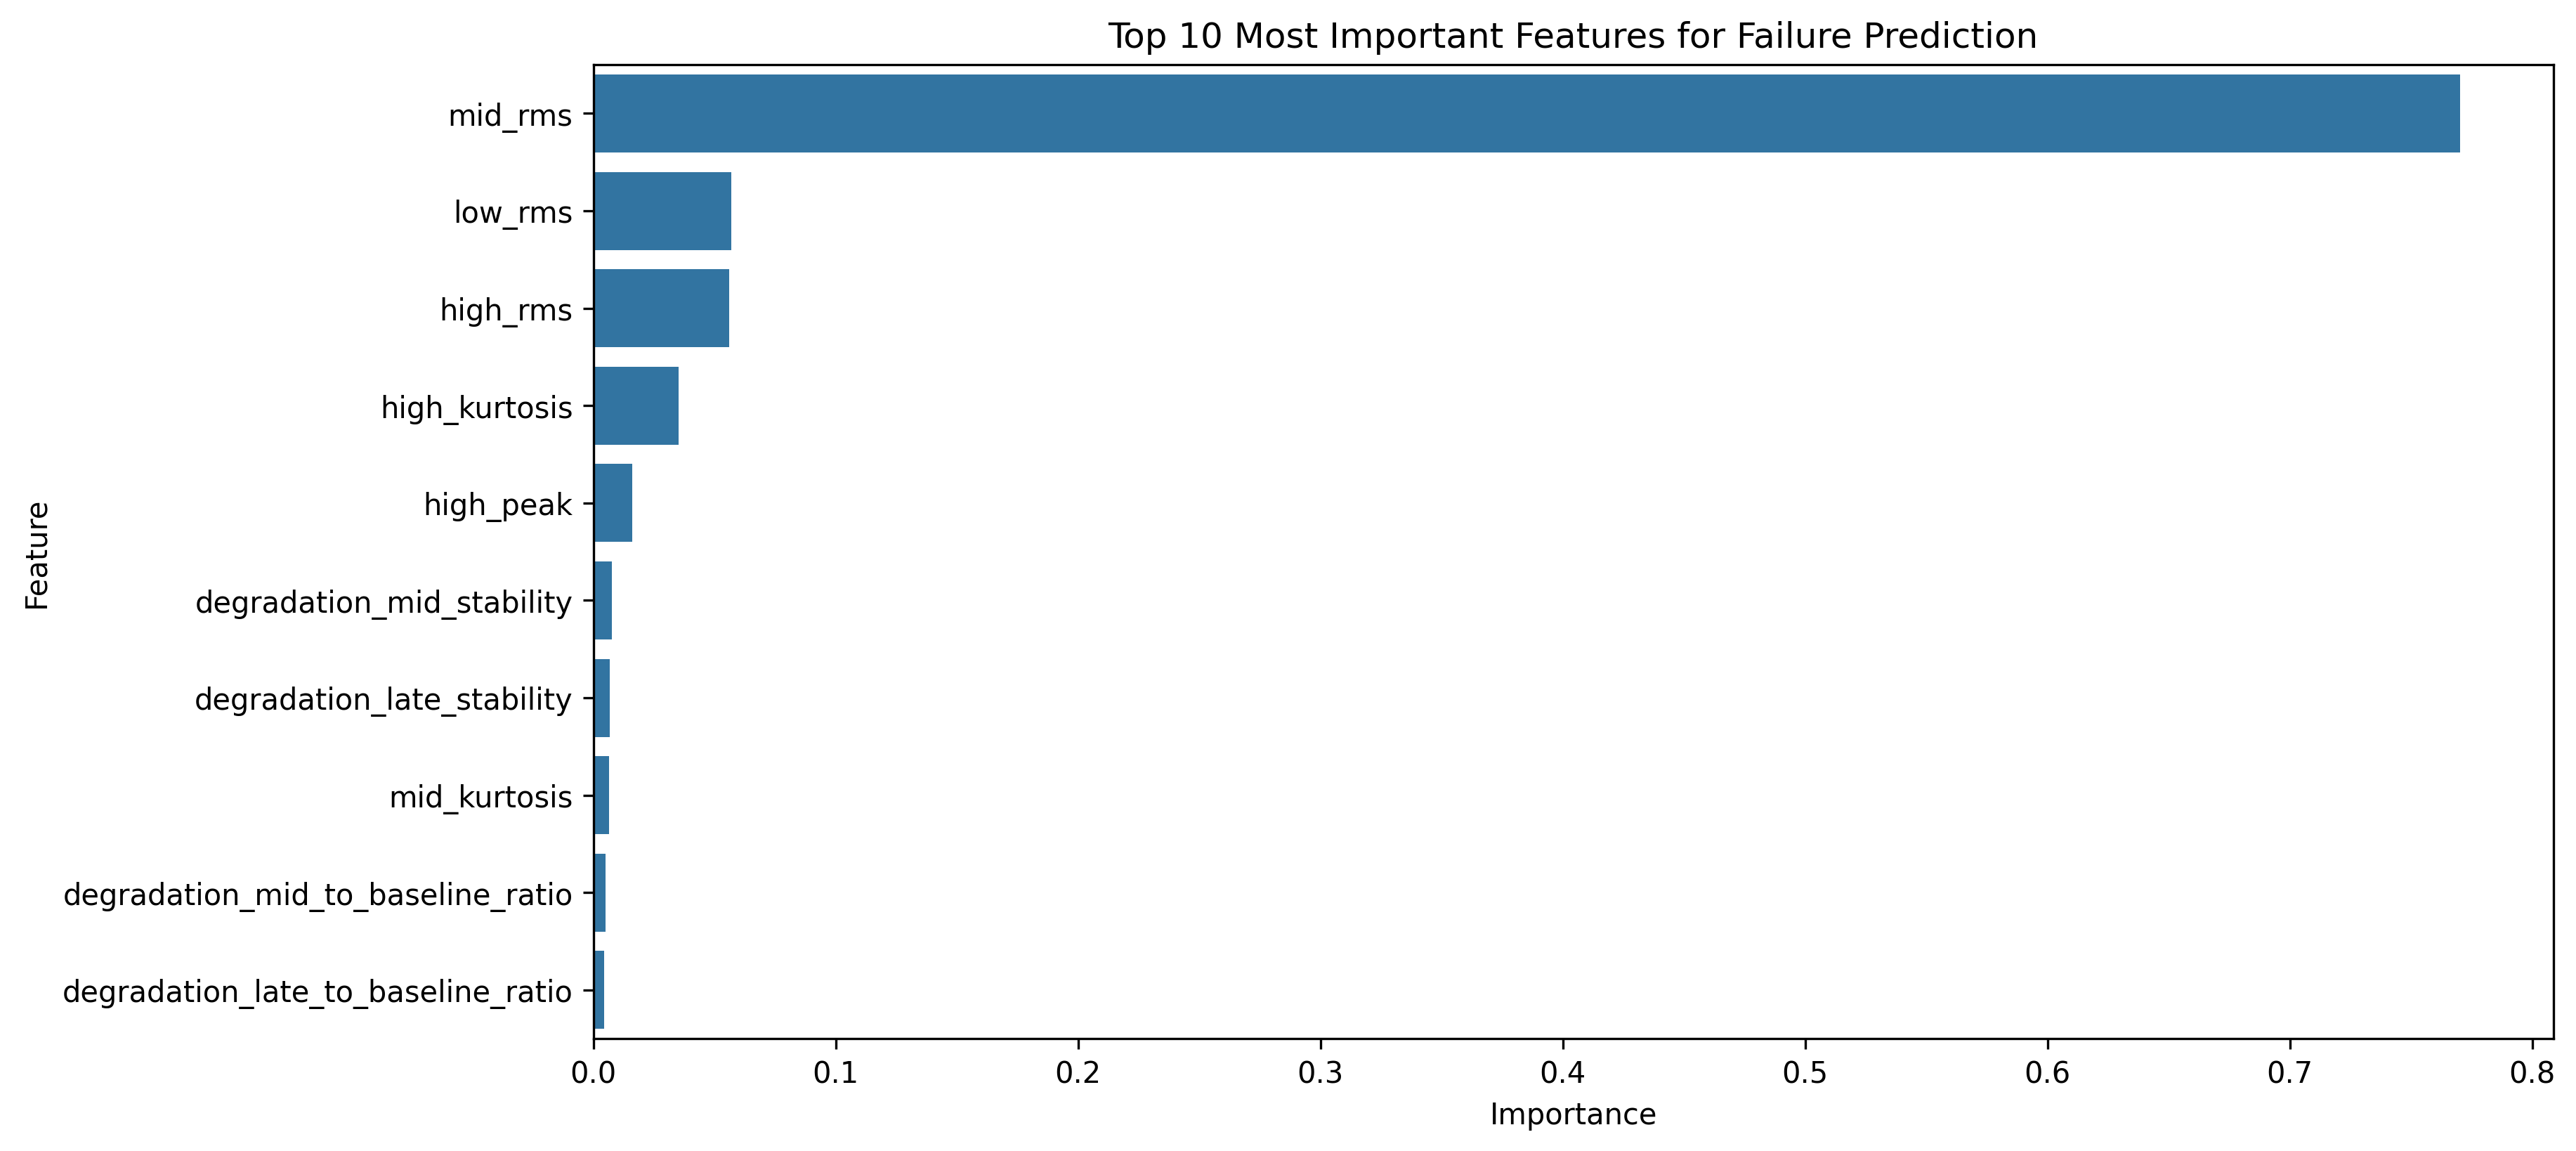 Top 10 Most Important Features for Failure Prediction
Feature
mid_rms
low_rms
high_rms
high_kurtosis
high_peak
degradation_mid_stability
degradation_late_stability
mid_kurtosis
degradation_mid_to_baseline_ratio
degradation_late_to_baseline_ratio
0.0 0.1 0.2 0.3 0.4 0.5 0.6 0.7 0.8
Importance